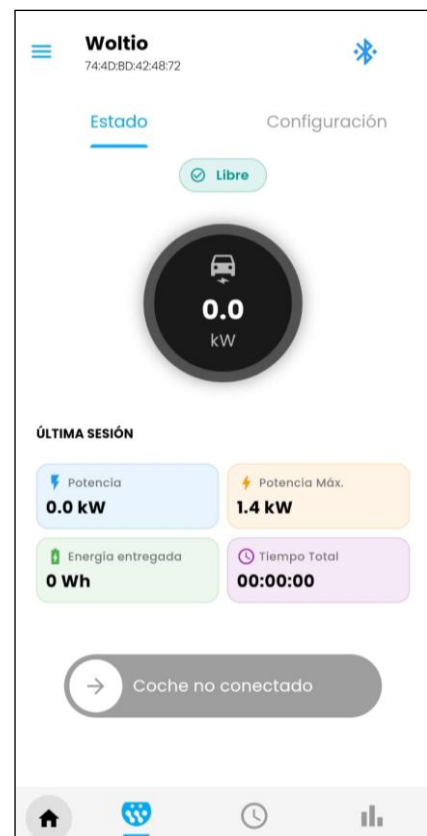 Woltio
74:4D:BD:42:48:72
Estado
Configuración
Libre
0.0
kW
ÚLTIMA SESIÓN
Potencia
0.0 kW
Potencia Máx.
1.4 kW
Energía entregada
0 Wh
Tiempo Total
00:00:00
Coche no conectado